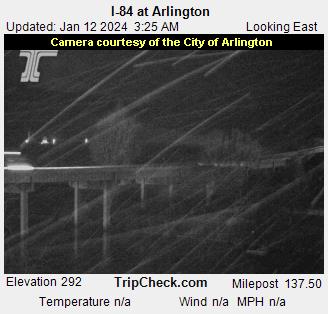 I-84 at Arlington
Updated: Jan 12 2024 3:25 AM Looking East
Camera courtesy of the City of Arlington
Elevation 292 TripCheck.com Milepost 137.50
Temperature n/a Wind n/a MPH n/a